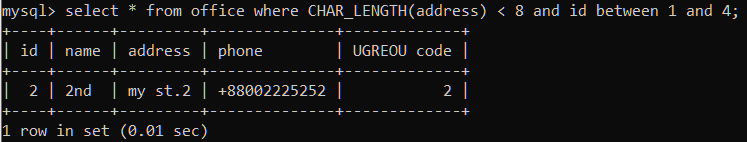 mysql> select * from office where CHAR_LENGTH(address) < 8 and id between 1 and 4;
+----+------+---------+--------------+-------------+
| id | name | address | phone        | UGREOU code |
+----+------+---------+--------------+-------------+
|  2 | 2nd  | my st.2 | +88002225252 |           2 |
+----+------+---------+--------------+-------------+
1 row in set (0.01 sec)